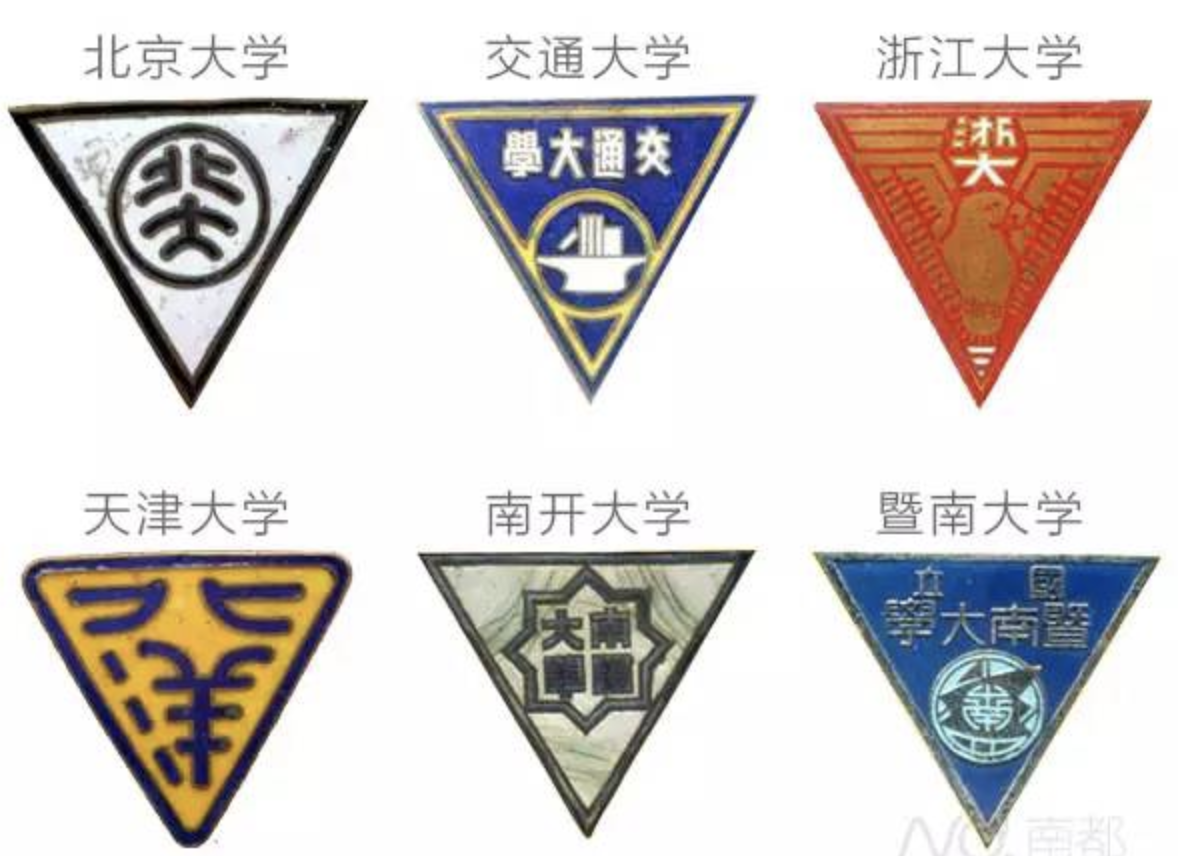 北京大学
交通大学
浙江大学
北大
交通大學
浙大
天津大学
南开大学
暨南大学
北洋
南開
大學
國立
暨南大學
南
南都